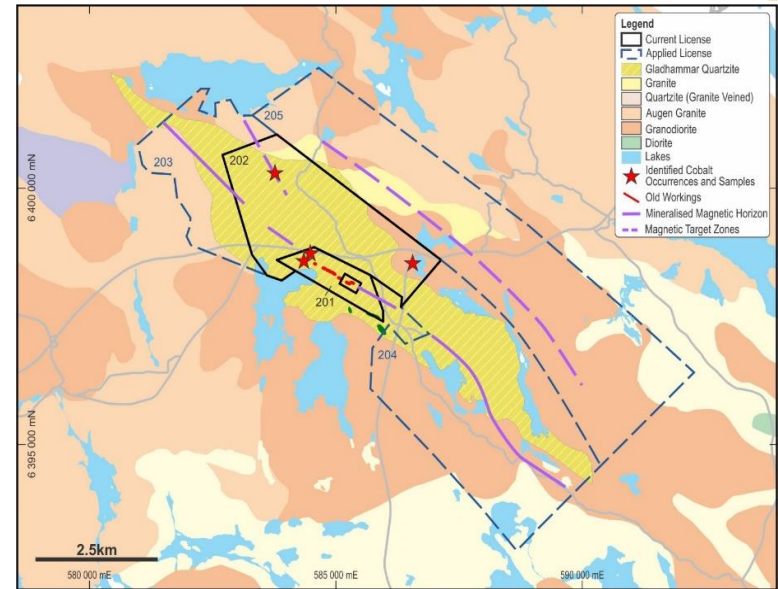 Legend
Current License
Applied License
Gladhammar Quartzite
Granite
Quartzite (Granite Veined)
Augen Granite
Granodiorite
Diorite
Lakes
Identified Cobalt
Occurrences and Samples
Old Workings
Mineralised Magnetic Horizon
Magnetic Target Zones
205
203
202
6 400 000 mN
201
204
6 395 000 mN
2.5km
580 000 mE
585 000 mE
590 000 mE